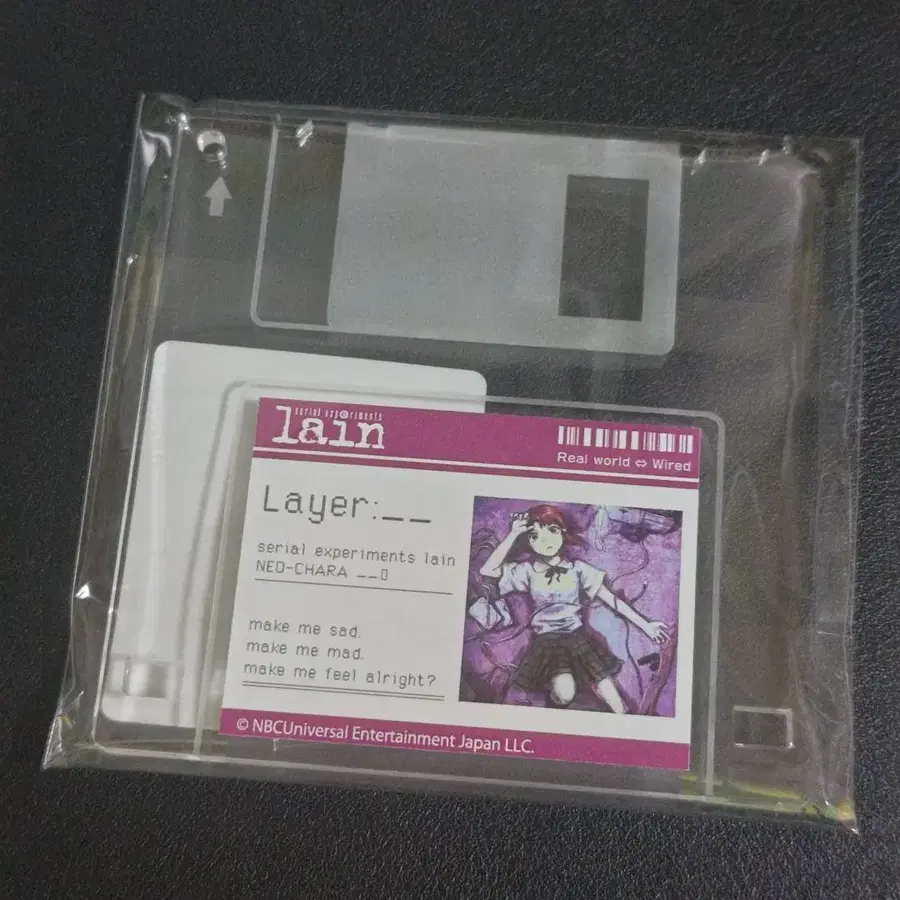 serial experiments
lain
Real world ⇔ Wired
Layer:__
serial experiments lain
NEO-CHARA __▯
make me sad.
make me mad.
make me feel alright?
© NBCUniversal Entertainment Japan LLC.